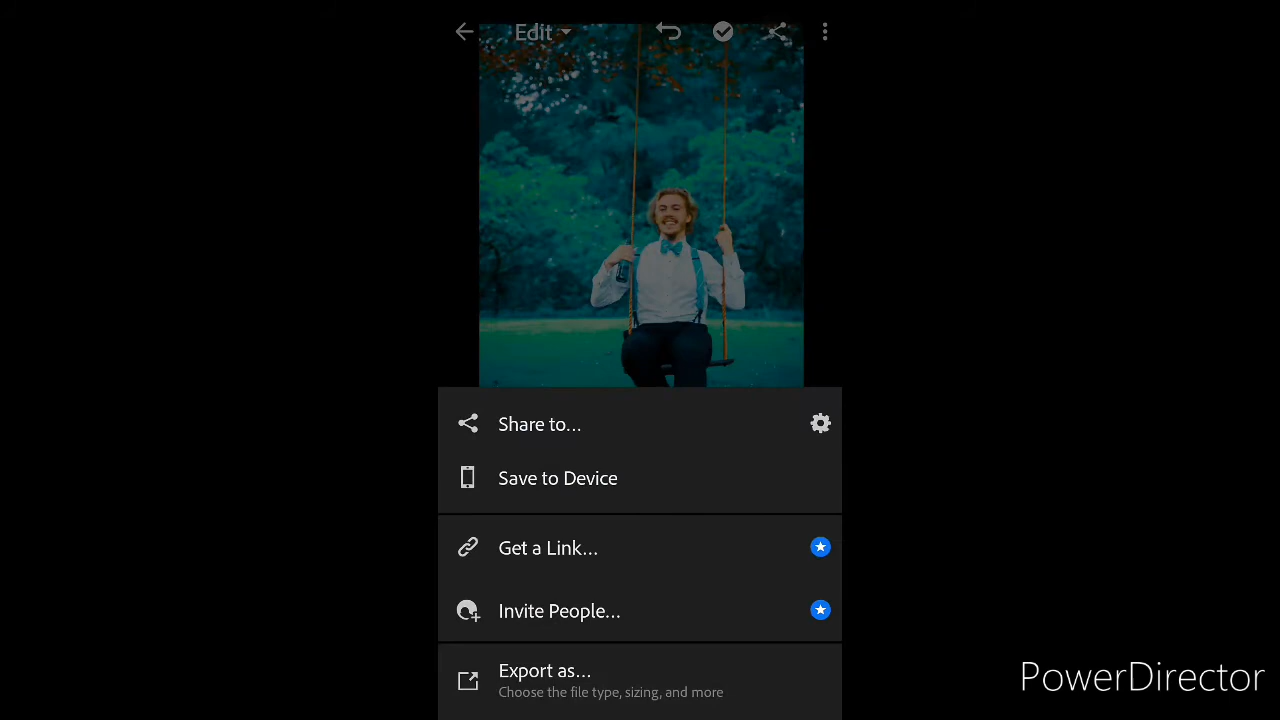 Edit
Share to...
Save to Device
Get a Link...
Invite People...
Export as...
Choose the file type, sizing, and more
PowerDirector